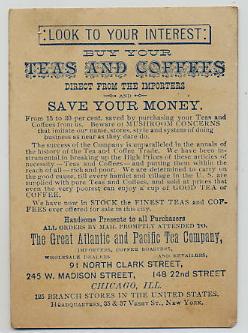 LOOK TO YOUR INTEREST:
BUY YOUR
TEAS AND COFFEES
DIRECT FROM THE IMPORTERS
AND
SAVE YOUR MONEY.
From 15 to 30 per cent. saved by purchasing your Teas
and Coffees from us. Beware of MUSHROOM CONCERNS
that imitate our name, stores, style and system of doing
business as near as they dare do.
The success of the Company is unparalleled in the annals of
the history of the Tea and Coffee Trade. We have been in-
strumental in breaking up the High Prices of these articles of
necessity—Teas and Coffees—and putting them within the
reach of all—rich and poor. We are determined to carry on
the good cause, till every hamlet and village in the U. S. are
supplied with pure Teas and Coffees, and sold at prices that
even the very poorest can enjoy a cup of GOOD TEA or
COFFEE.
We have now in STOCK the FINEST TEAS and COF-
FEES ever offered for sale in this city.
Handsome Presents to all Purchasers
ALL ORDERS BY MAIL PROMPTLY ATTENDED TO.
The Great Atlantic and Pacific Tea Company,
IMPORTERS, COFFEE ROASTERS,
WHOLESALE DEALERS AND RETAILERS,
91 NORTH CLARK STREET,
245 W. MADISON STREET, 148 22nd STREET
CHICAGO, ILL.
125 BRANCH STORES IN THE UNITED STATES.
HEADQUARTERS, 35 & 37 VESEY ST., NEW YORK.